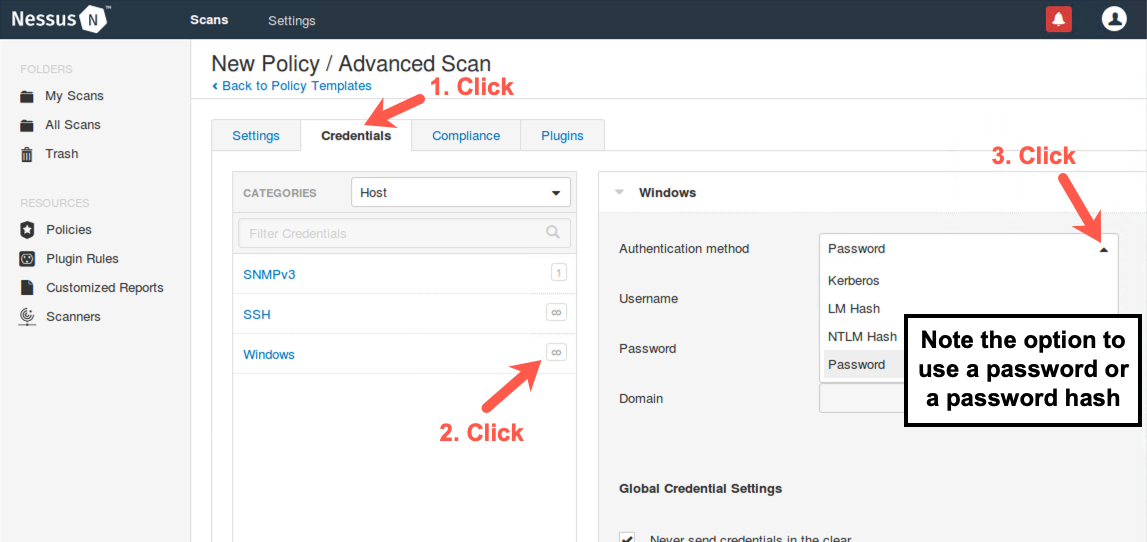 Nessus N ™
Scans
Settings
FOLDERS
My Scans
All Scans
Trash
RESOURCES
Policies
Plugin Rules
Customized Reports
Scanners
New Policy / Advanced Scan
Back to Policy Templates
1. Click
Settings
Credentials
Compliance
Plugins
CATEGORIES
Host
Filter Credentials
SNMPv3
1
SSH
∞
Windows
∞
2. Click
3. Click
Windows
Authentication method
Password
Kerberos
LM Hash
NTLM Hash
Password
Username
Password
Domain
Note the option to
use a password or
a password hash
Global Credential Settings
Never send credentials in the clear